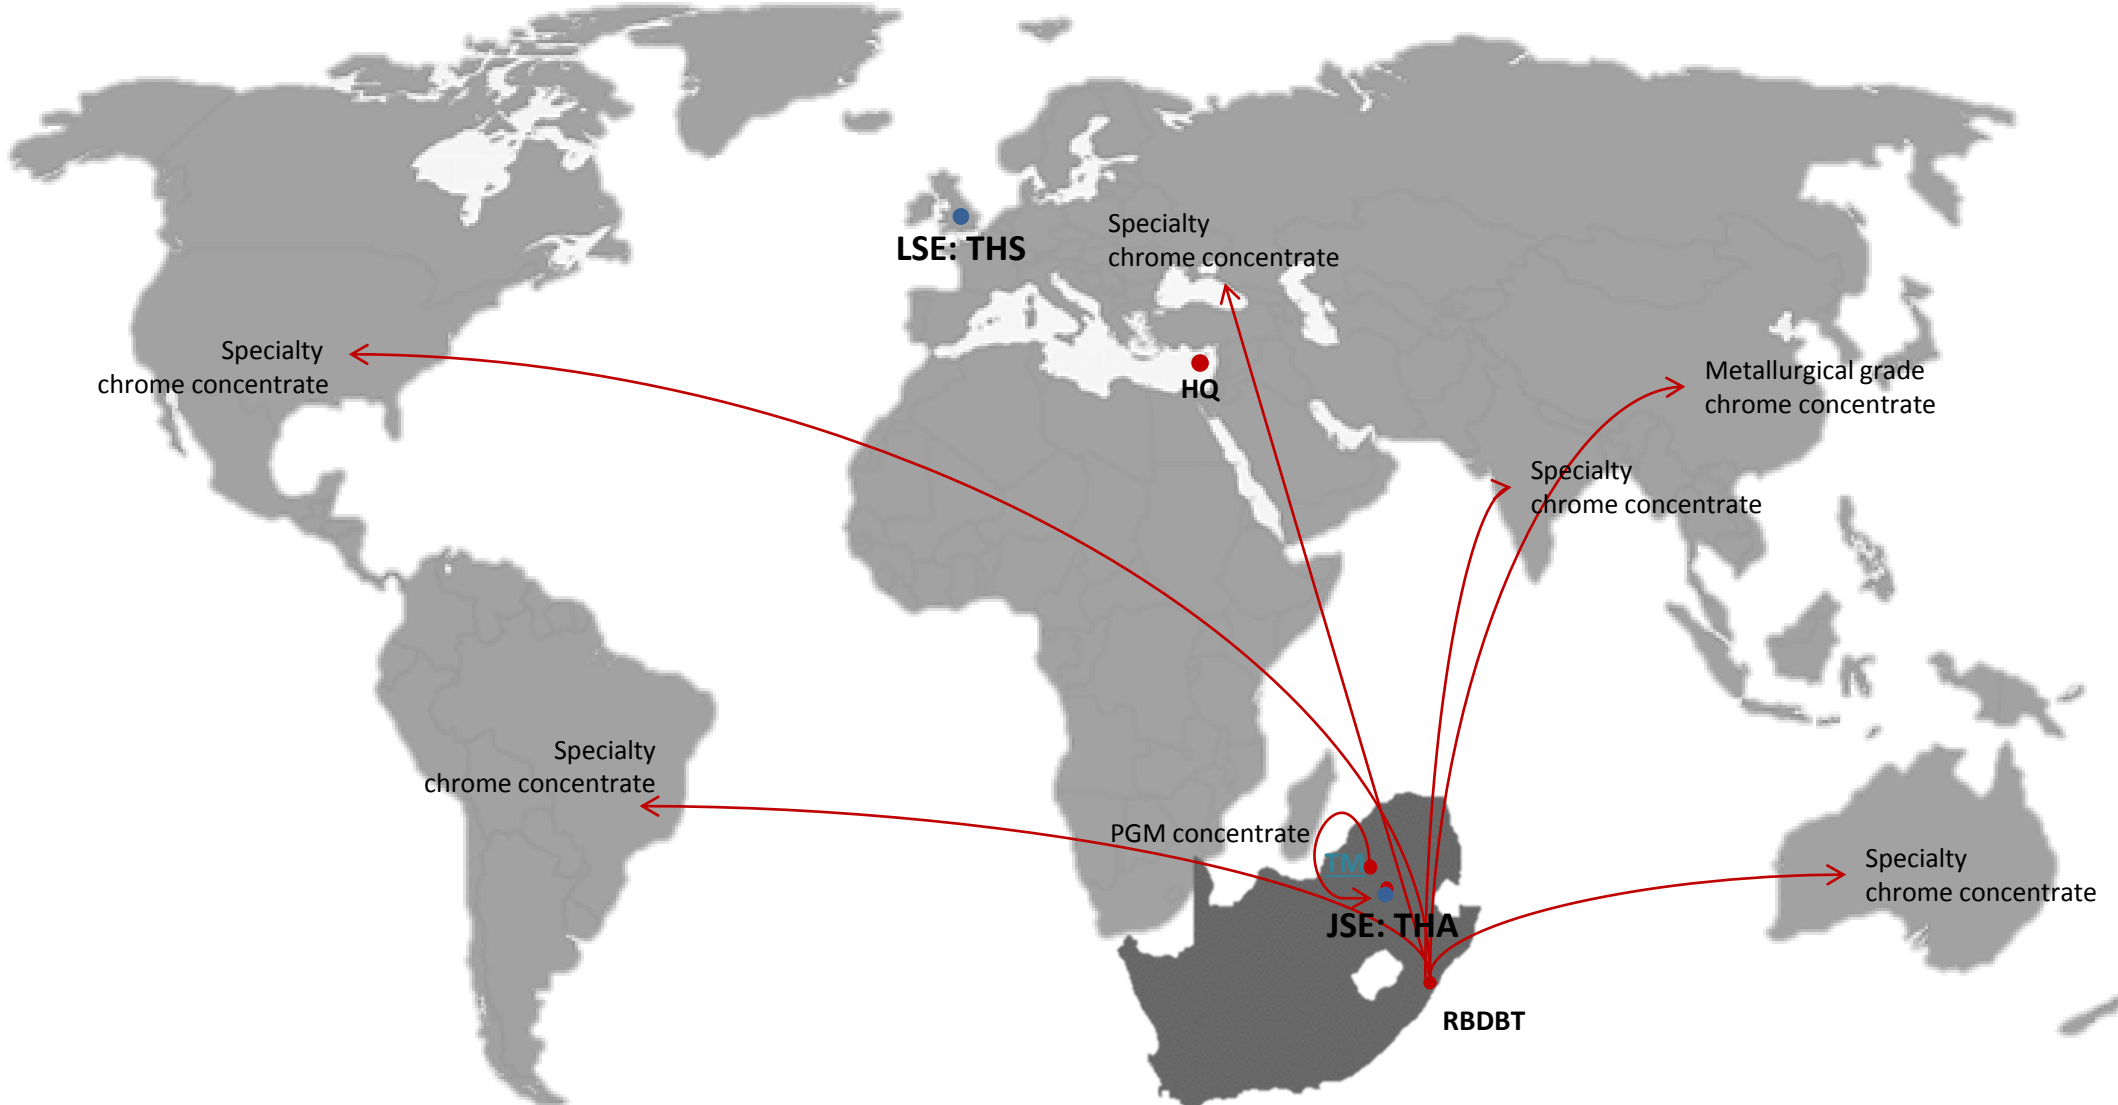 Specialty
chrome concentrate
LSE: THS
Specialty
chrome concentrate
HQ
Metallurgical grade
chrome concentrate
Specialty
chrome concentrate
Specialty
chrome concentrate
PGM concentrate
TM
JSE: THA
Specialty
chrome concentrate
RBDBT